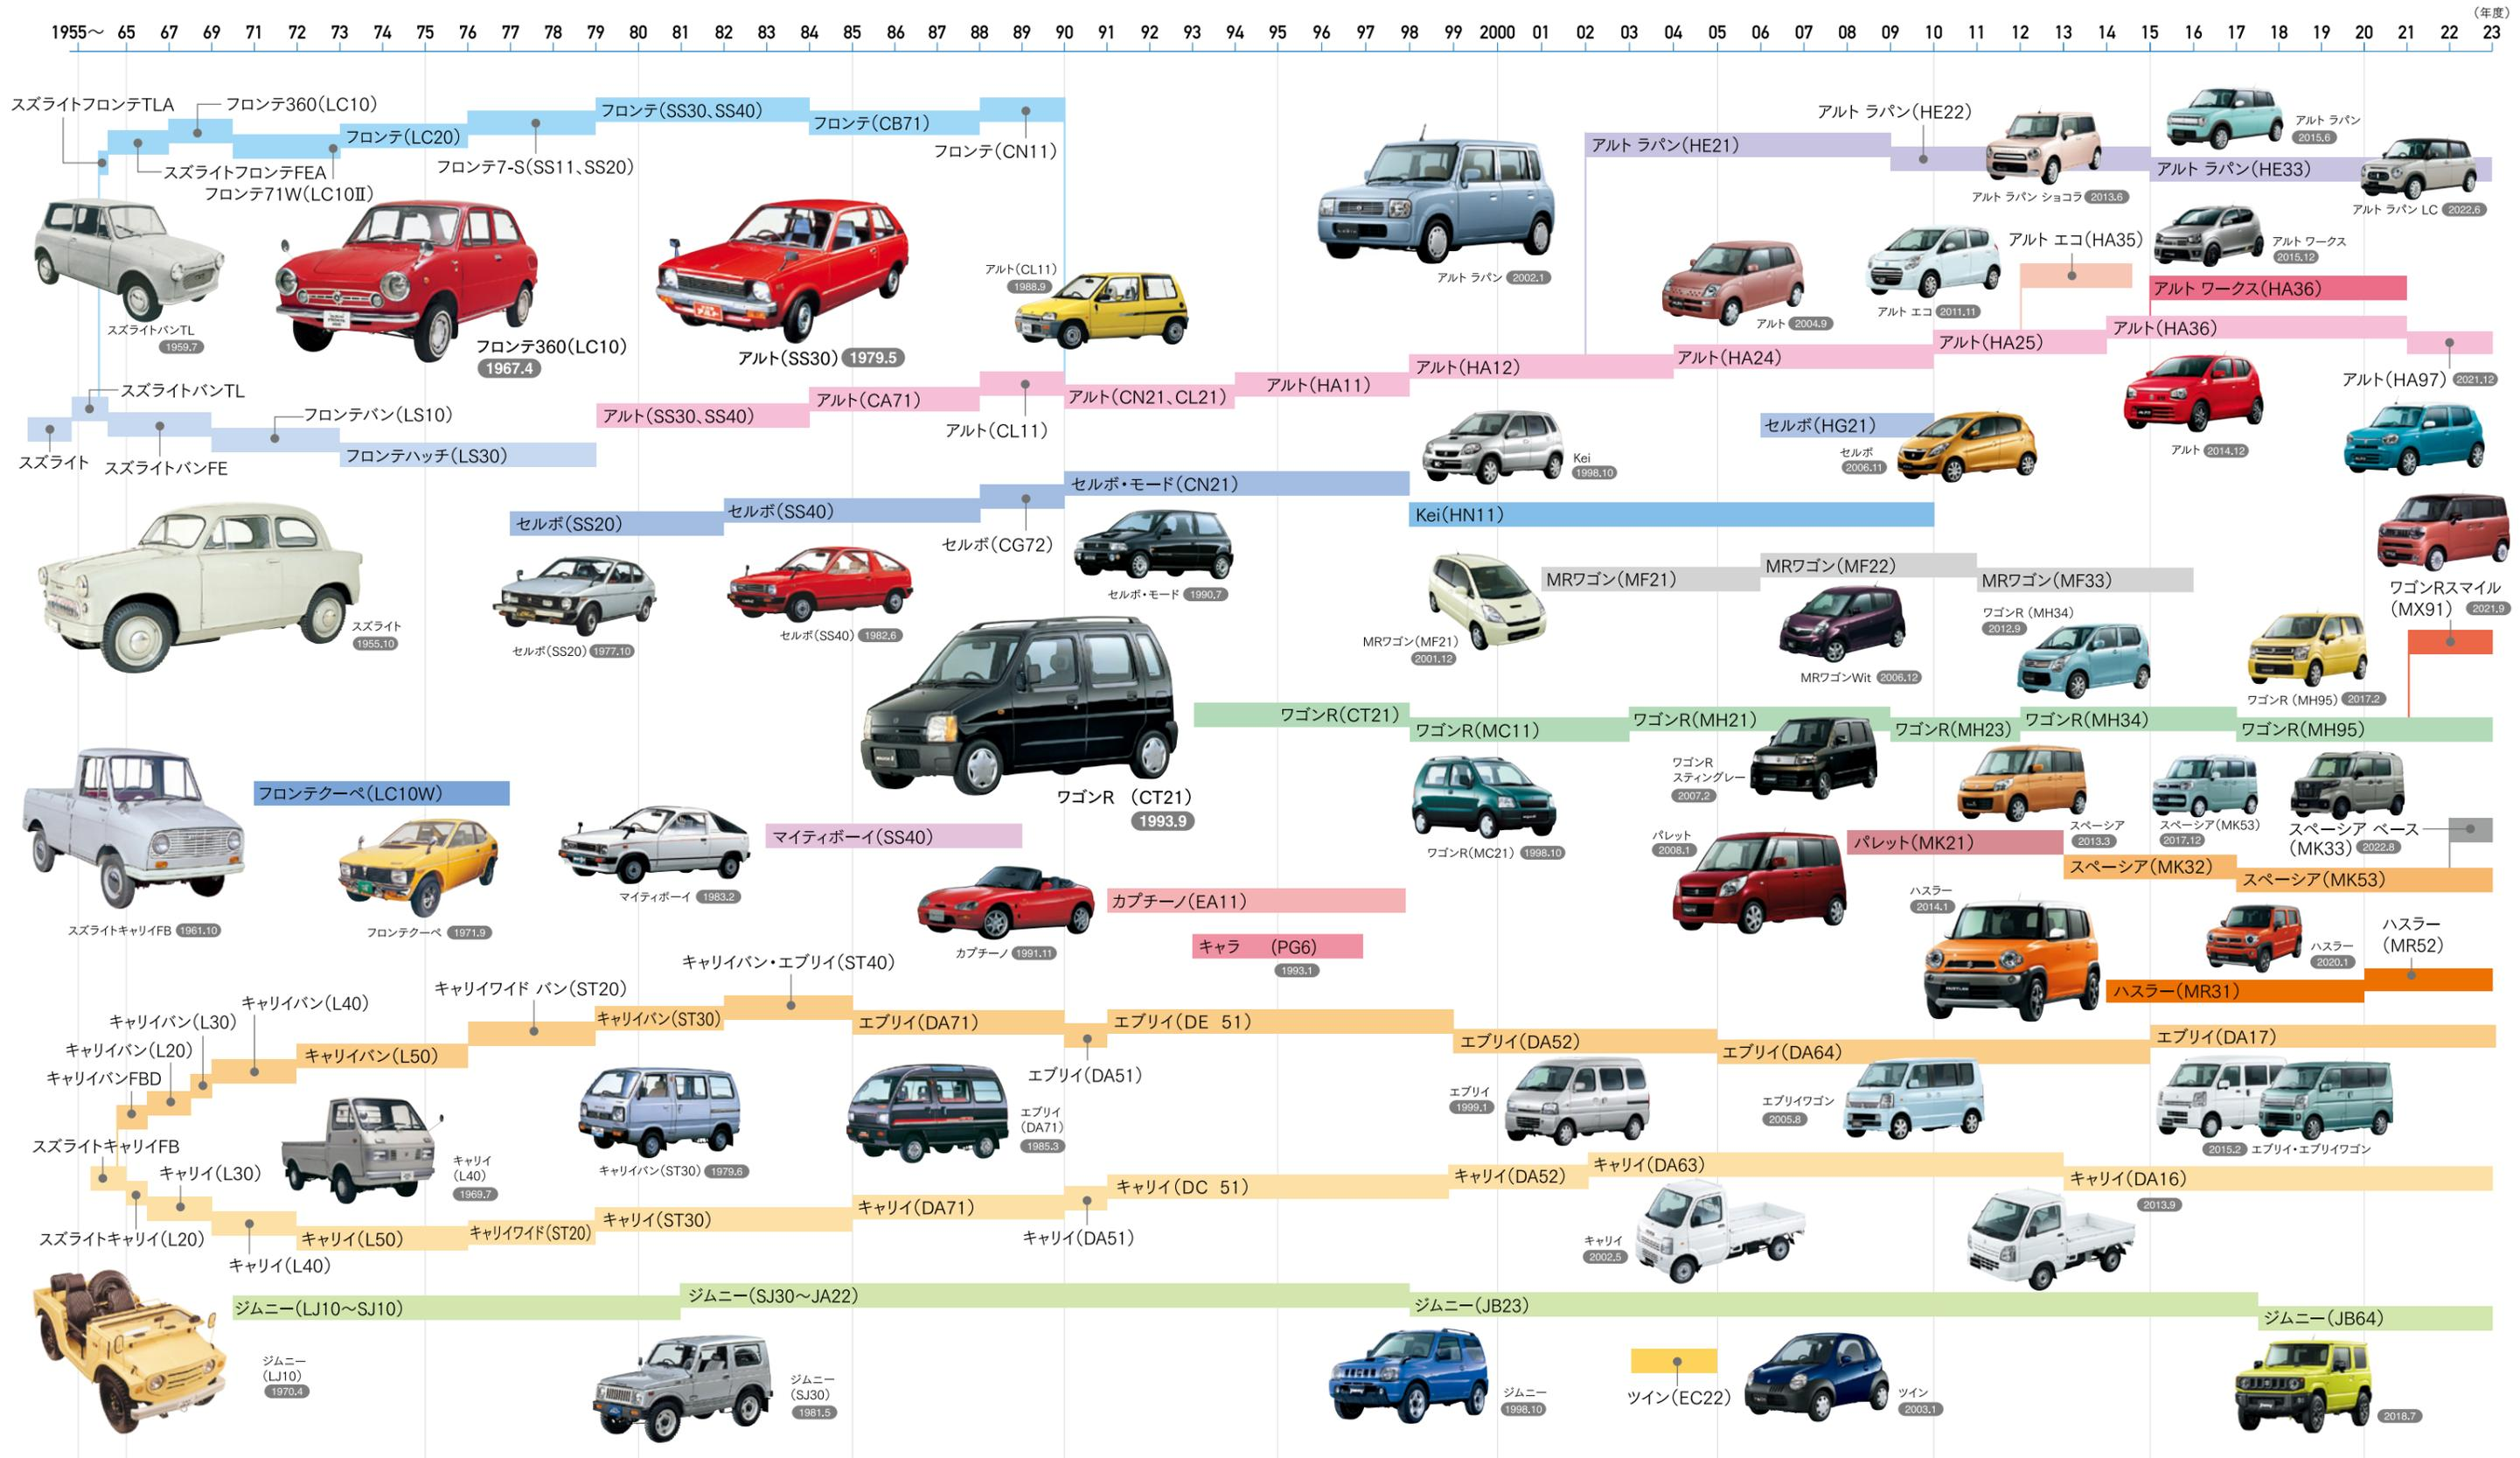 (年度)
1955～ 65 67 69 71 72 73 74 75 76 77 78 79 80 81 82 83 84 85 86 87 88 89 90 91 92 93 94 95 96 97 98 99 2000 01 02 03 04 05 06 07 08 09 10 11 12 13 14 15 16 17 18 19 20 21 22 23
スズライトフロンテTLA
フロンテ360(LC10)
スズライトフロンテFEA
フロンテ71W(LC10Ⅱ)
フロンテ(LC20)
フロンテ7-S(SS11、SS20)
フロンテ(SS30、SS40)
フロンテ(CB71)
フロンテ(CN11)
アルト ラパン(HE21)
アルト ラパン(HE22)
アルト ラパン(HE33)
アルト ラパン
2015.6
アルト ラパン ショコラ 2013.6
アルト ラパン LC 2022.6
スズライトバンTL
1959.7
フロンテ360(LC10)
1967.4
アルト(SS30) 1979.5
アルト(CL11)
1988.9
アルト ラパン 2002.1
アルト 2004.9
アルト エコ 2011.11
アルト エコ(HA35)
アルト ワークス
2015.12
アルト ワークス(HA36)
スズライトバンTL
スズライト
スズライトバンFE
フロンテバン(LS10)
フロンテハッチ(LS30)
アルト(SS30、SS40)
アルト(CA71)
アルト(CL11)
アルト(CN21、CL21)
アルト(HA11)
アルト(HA12)
アルト(HA24)
アルト(HA25)
アルト(HA36)
アルト(HA97) 2021.12
アルト 2014.12
Kei
1998.10
セルボ(HG21)
セルボ
2006.11
セルボ(SS20)
セルボ(SS40)
セルボ(CG72)
セルボ・モード(CN21)
Kei(HN11)
スズライト
1955.10
セルボ(SS20) 1977.10
セルボ(SS40) 1982.6
セルボ・モード 1990.7
MRワゴン(MF21)
MRワゴン(MF22)
MRワゴン(MF33)
MRワゴン(MF21)
2001.12
MRワゴンWit 2006.12
ワゴンR (MH34)
2012.9
ワゴンR (MH95) 2017.2
ワゴンRスマイル
(MX91) 2021.9
ワゴンR(CT21)
ワゴンR(MC11)
ワゴンR(MH21)
ワゴンR(MH23)
ワゴンR(MH34)
ワゴンR(MH95)
ワゴンR (CT21)
1993.9
ワゴンR(MC21) 1998.10
ワゴンR
スティングレー
2007.2
フロンテクーペ(LC10W)
マイティボーイ(SS40)
パレット
2008.1
パレット(MK21)
スペーシア
2013.3
スペーシア(MK53)
2017.12
スペーシア ベース
(MK33) 2022.8
スペーシア(MK32)
スペーシア(MK53)
スズライトキャリイFB 1961.10
フロンテクーペ 1971.9
マイティボーイ 1983.2
カプチーノ 1991.11
カプチーノ(EA11)
キャラ (PG6)
1993.1
ハスラー
2014.1
ハスラー
2020.1
ハスラー
(MR52)
ハスラー(MR31)
キャリイバンFBD
キャリイバン(L20)
キャリイバン(L30)
キャリイバン(L40)
キャリイバン(L50)
キャリイワイド バン(ST20)
キャリイバン(ST30)
キャリイバン・エブリイ(ST40)
エブリイ(DA71)
エブリイ(DA51)
エブリイ(DE 51)
エブリイ(DA52)
エブリイ(DA64)
エブリイ(DA17)
キャリイ
(L40)
1969.7
キャリイバン(ST30) 1979.6
エブリイ
(DA71)
1985.3
エブリイ
1999.1
エブリイワゴン
2005.8
2015.2 エブリイ・エブリイワゴン
スズライトキャリイFB
スズライトキャリイ(L20)
キャリイ(L30)
キャリイ(L40)
キャリイ(L50)
キャリイワイド(ST20)
キャリイ(ST30)
キャリイ(DA71)
キャリイ(DA51)
キャリイ(DC 51)
キャリイ(DA52)
キャリイ(DA63)
キャリイ(DA16)
2013.9
キャリイ
2002.5
ジムニー(LJ10～SJ10)
ジムニー(SJ30～JA22)
ジムニー(JB23)
ジムニー(JB64)
ジムニー
(LJ10)
1970.4
ジムニー
(SJ30)
1981.5
ジムニー
1998.10
ツイン(EC22)
ツイン
2003.1
2018.7